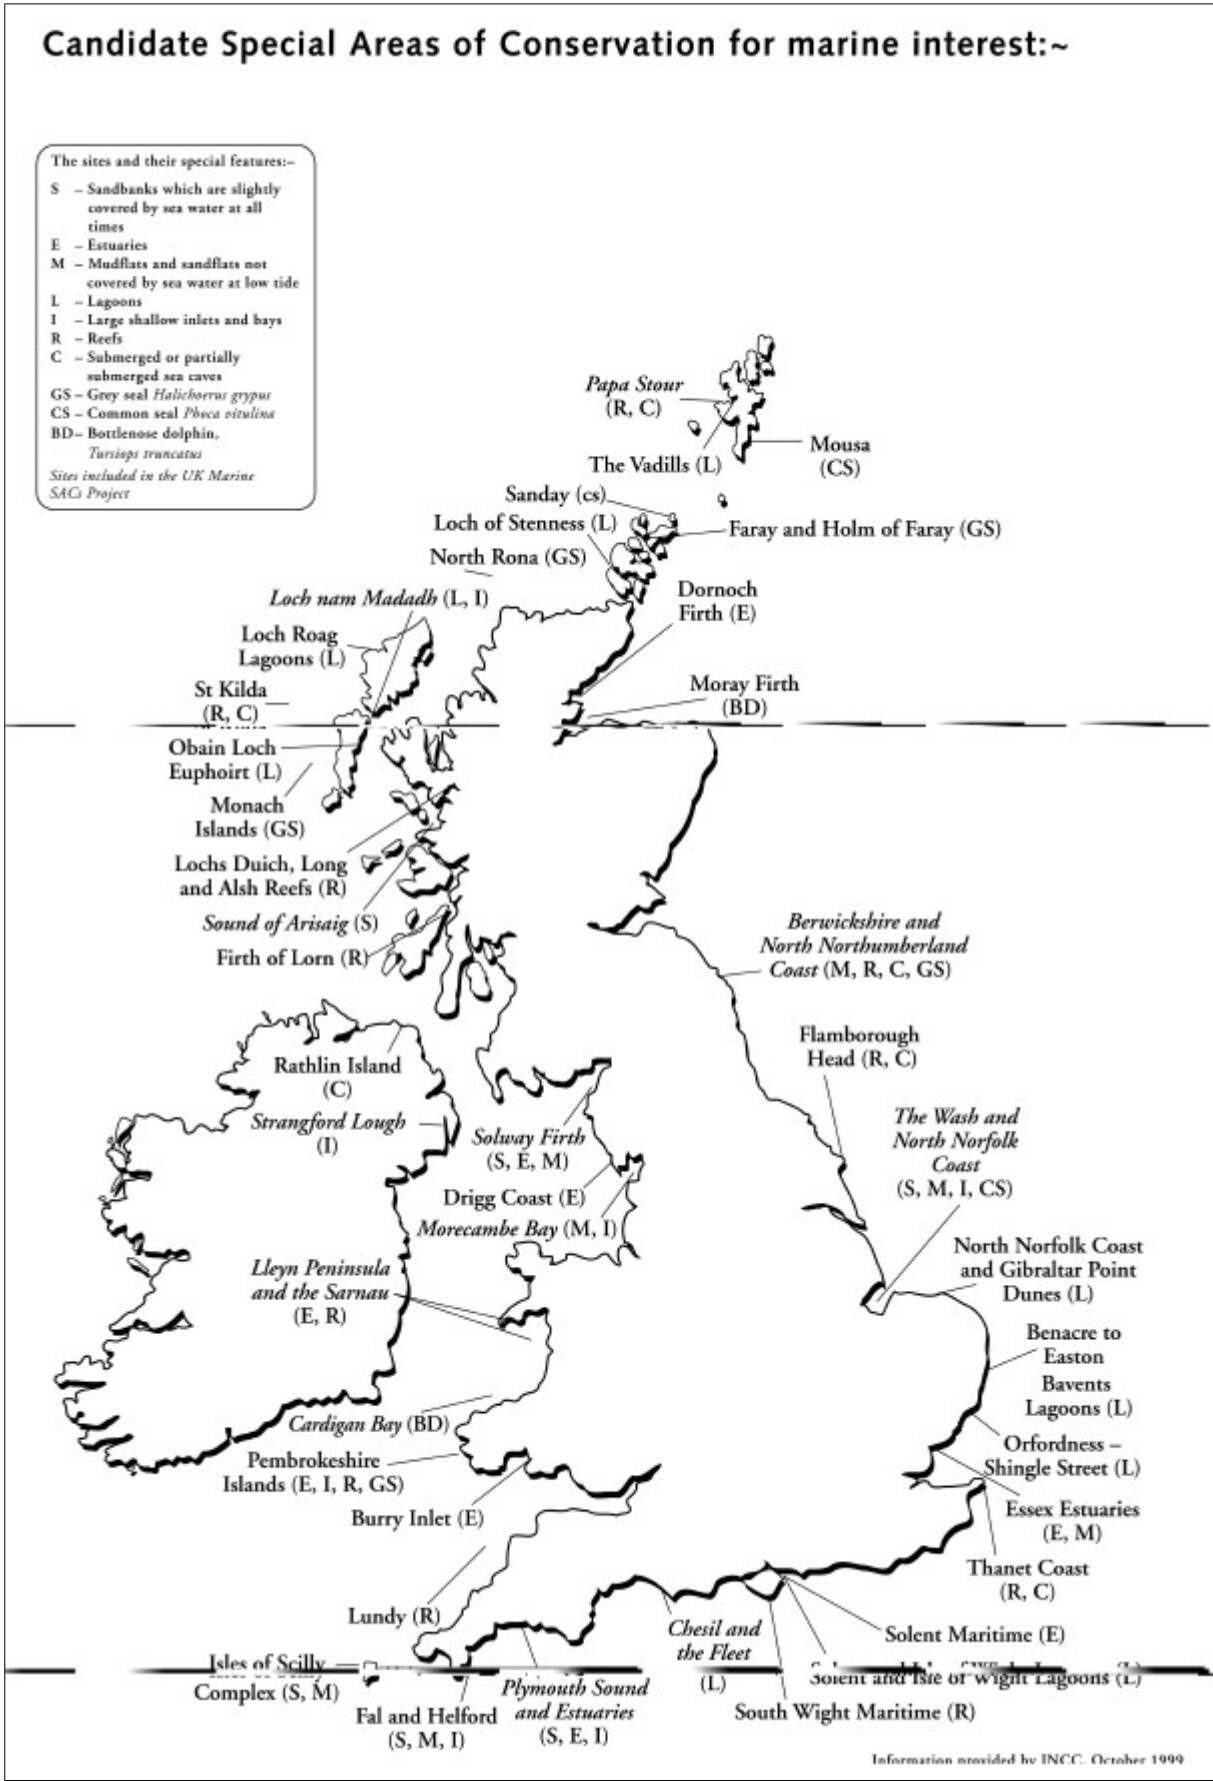 Candidate Special Areas of Conservation for marine interest:~
The sites and their special features:–
S – Sandbanks which are slightly
covered by sea water at all
times
E – Estuaries
M – Mudflats and sandflats not
covered by sea water at low tide
L – Lagoons
I – Large shallow inlets and bays
R – Reefs
C – Submerged or partially
submerged sea caves
GS – Grey seal Halichoerus grypus
CS – Common seal Phoca vitulina
BD – Bottlenose dolphin,
Tursiops truncatus
Sites included in the UK Marine
SACs Project
Papa Stour
(R, C)
Mousa
(CS)
The Vadills (L)
Sanday (cs)
Loch of Stenness (L)
Faray and Holm of Faray (GS)
North Rona (GS)
Dornoch
Firth (E)
Loch nam Madadh (L, I)
Loch Roag
Lagoons (L)
St Kilda
(R, C)
Moray Firth
(BD)
Obain Loch
Euphoirt (L)
Monach
Islands (GS)
Lochs Duich, Long
and Alsh Reefs (R)
Sound of Arisaig (S)
Firth of Lorn (R)
Berwickshire and
North Northumberland
Coast (M, R, C, GS)
Flamborough
Head (R, C)
Rathlin Island
(C)
Strangford Lough
(I)
Solway Firth
(S, E, M)
The Wash and
North Norfolk
Coast
(S, M, I, CS)
Drigg Coast (E)
Morecambe Bay (M, I)
North Norfolk Coast
and Gibraltar Point
Dunes (L)
Lleyn Peninsula
and the Sarnau
(E, R)
Benacre to
Easton
Bavents
Lagoons (L)
Cardigan Bay (BD)
Orfordness –
Shingle Street (L)
Pembrokeshire
Islands (E, I, R, GS)
Essex Estuaries
(E, M)
Burry Inlet (E)
Thanet Coast
(R, C)
Lundy (R)
Chesil and
the Fleet
(L)
Solent Maritime (E)
Isles of Scilly
Complex (S, M)
Solent and Isle of Wight Lagoons (L)
Plymouth Sound
and Estuaries
(S, E, I)
Fal and Helford
(S, M, I)
South Wight Maritime (R)
Information provided by JNCC, October 1999